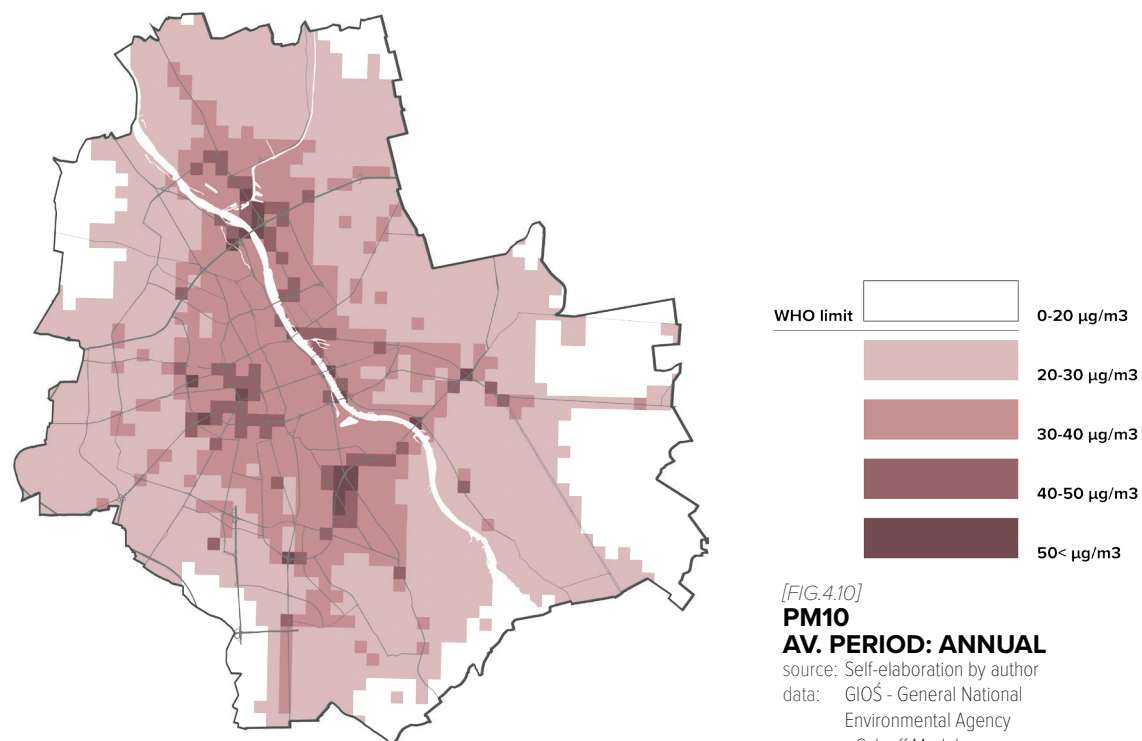 WHO limit
0-20 µg/m3
20-30 µg/m3
30-40 µg/m3
40-50 µg/m3
50< µg/m3
[FIG.4.10]
PM10
AV. PERIOD: ANNUAL
source: Self-elaboration by author
data: GIOŚ - General National
Environmental Agency